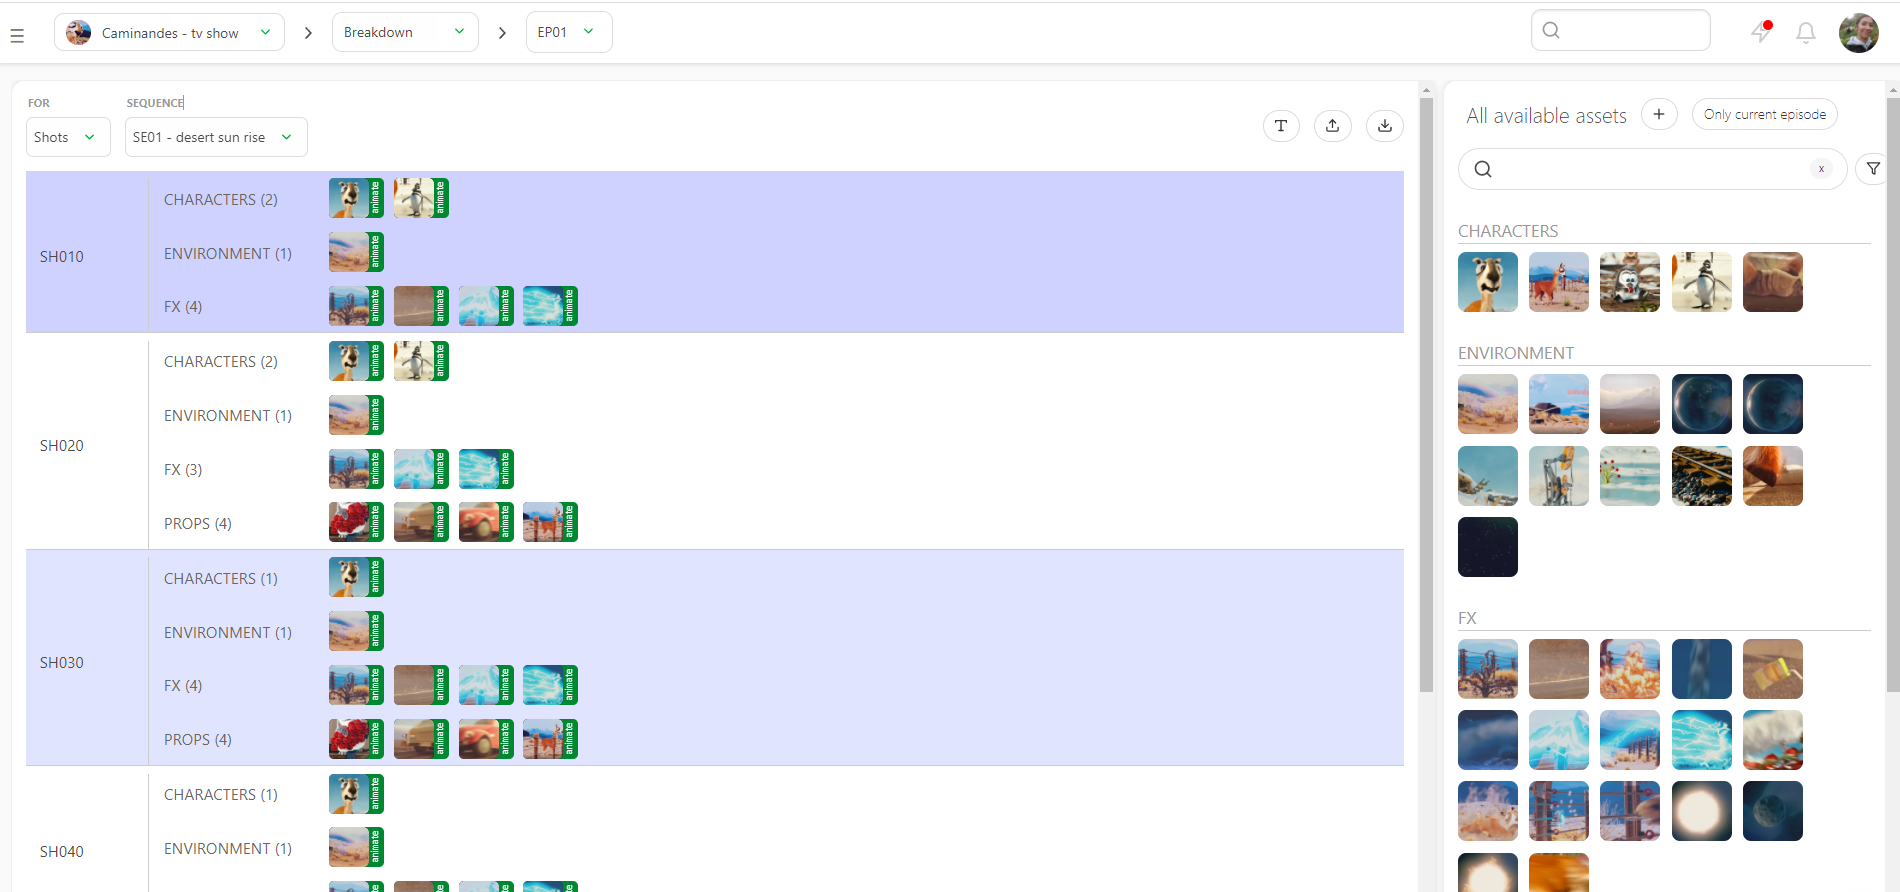 Caminandes - tv show
Breakdown
EP01
FOR
SEQUENCE
Shots
SE01 - desert sun rise
T
All available assets
+
Only current episode
x
SH010
CHARACTERS (2)
animate
animate
ENVIRONMENT (1)
animate
FX (4)
animate
animate
animate
animate
SH020
CHARACTERS (2)
animate
animate
ENVIRONMENT (1)
animate
FX (3)
animate
animate
animate
PROPS (4)
animate
animate
animate
animate
SH030
CHARACTERS (1)
animate
ENVIRONMENT (1)
animate
FX (4)
animate
animate
animate
animate
PROPS (4)
animate
animate
animate
animate
SH040
CHARACTERS (1)
animate
ENVIRONMENT (1)
animate
CHARACTERS
ENVIRONMENT
FX